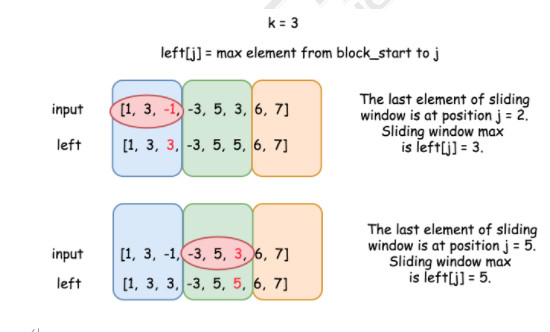 k = 3
left[j] = max element from block_start to j
input [1, 3, -1, -3, 5, 3, 6, 7]
left [1, 3, 3, -3, 5, 5, 6, 7]
The last element of sliding
window is at position j = 2.
Sliding window max
is left[j] = 3.
input [1, 3, -1, -3, 5, 3, 6, 7]
left [1, 3, 3, -3, 5, 5, 6, 7]
The last element of sliding
window is at position j = 5.
Sliding window max
is left[j] = 5.